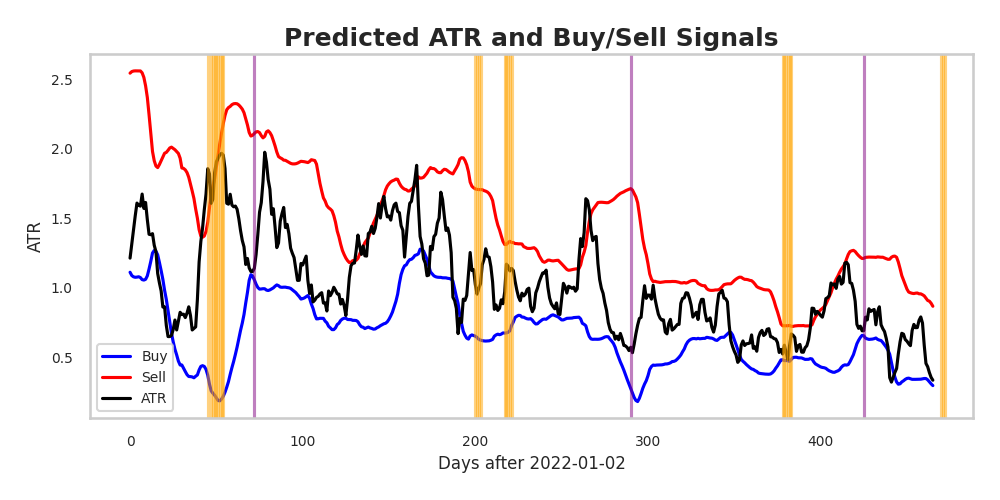 Predicted ATR and Buy/Sell Signals
2.5
2.0
1.5
1.0
0.5
ATR
Buy
Sell
ATR
0
100
200
300
400
Days after 2022-01-02